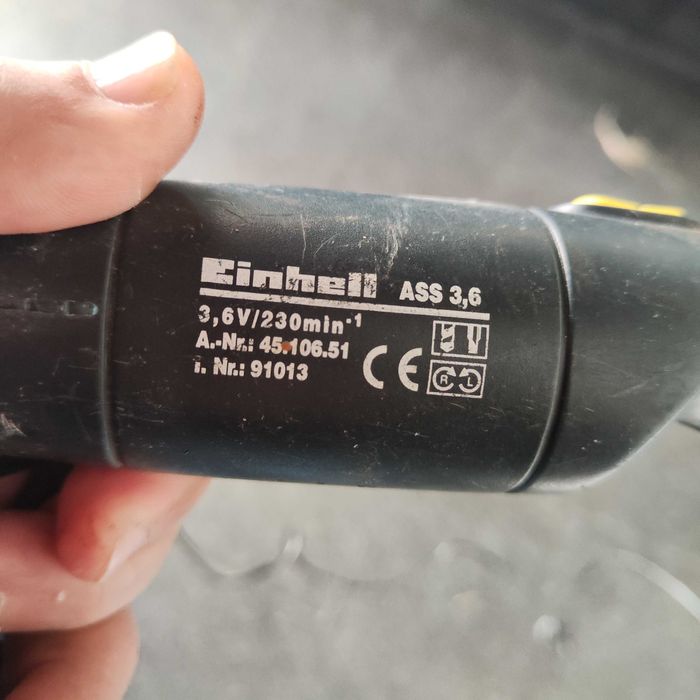 Einhell ASS 3,6
3,6V/230min-1
A.-Nr.: 45.106.51
I. Nr.: 91013
CE
R L